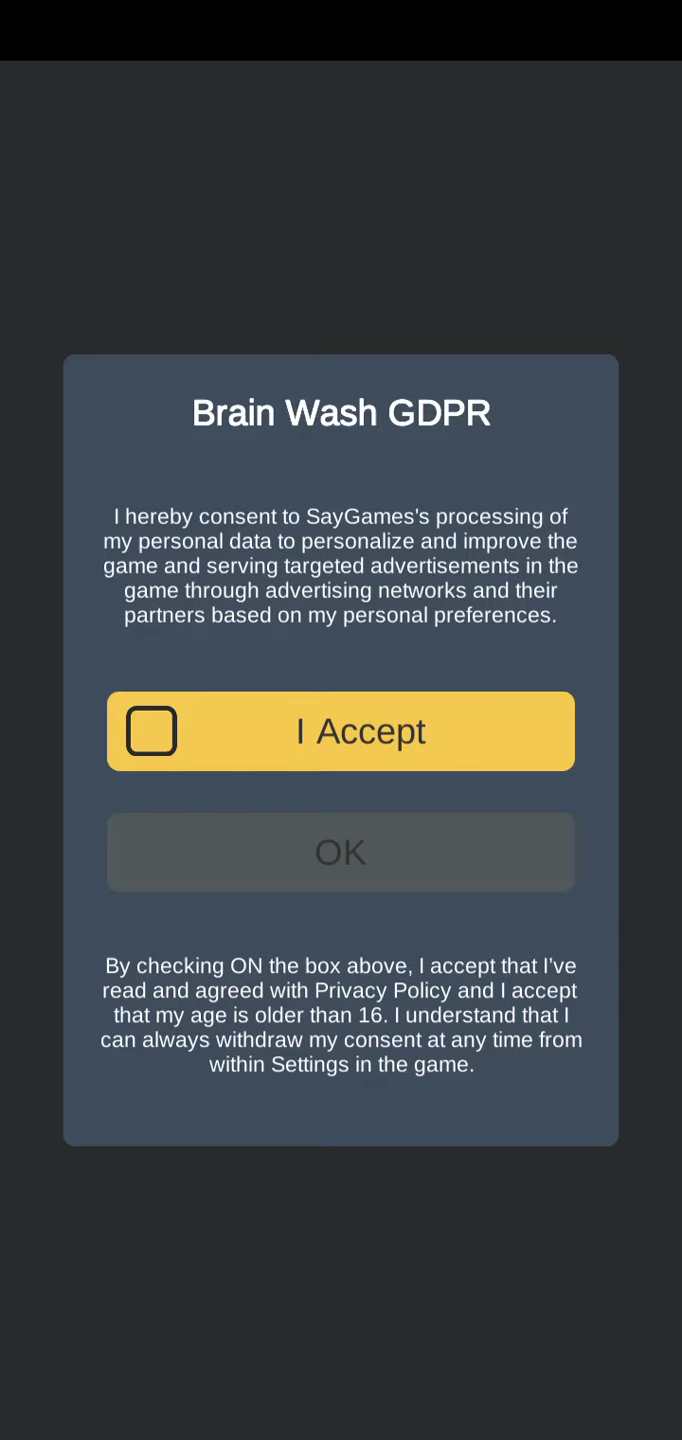 Brain Wash GDPR
I hereby consent to SayGames's processing of
my personal data to personalize and improve the
game and serving targeted advertisements in the
game through advertising networks and their
partners based on my personal preferences.
I Accept
OK
By checking ON the box above, I accept that I've
read and agreed with Privacy Policy and I accept
that my age is older than 16. I understand that I
can always withdraw my consent at any time from
within Settings in the game.